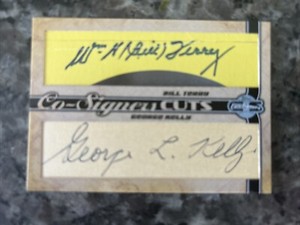 Wm H (Bill) Terry
BILL TERRY
Co-Signers CUTS
GEORGE KELLY
George L. Kelly